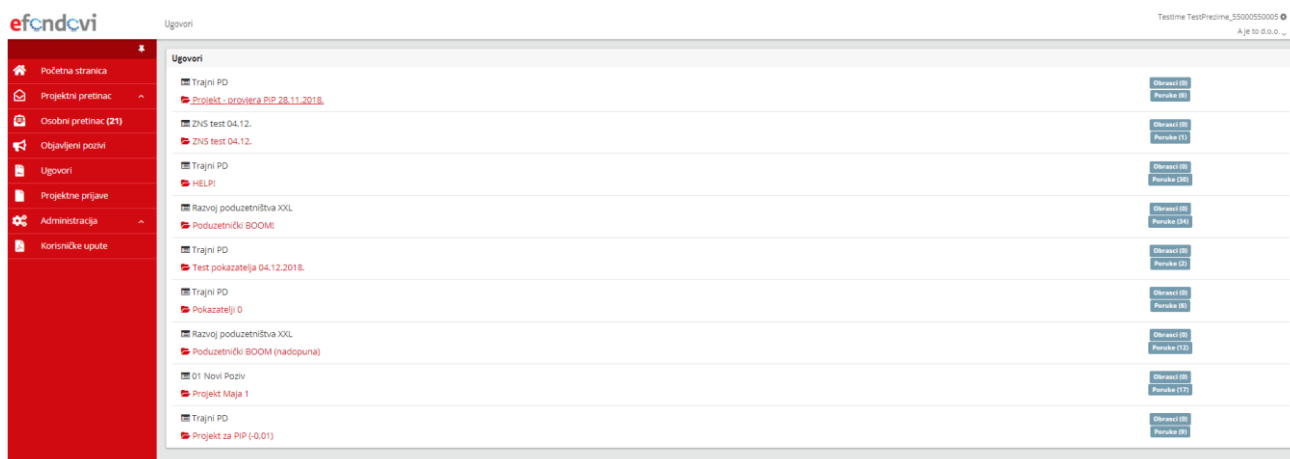 efondovi
Ugovori
TestIme TestPrezime_55000550005
A je to d.o.o.
Početna stranica
Projektni pretinac
Osobni pretinac (21)
Objavljeni pozivi
Ugovori
Projektne prijave
Administracija
Korisničke upute
Ugovori
Trajni PD
Obrasci (0)
Projekt - provjera PiP 28.11.2018.
Poruke (6)
ZNS test 04.12.
Obrasci (0)
ZNS test 04.12.
Poruke (1)
Trajni PD
Obrasci (0)
HELP!
Poruke (30)
Razvoj poduzetništva XXL
Obrasci (0)
Poduzetnički BOOM!
Poruke (34)
Trajni PD
Obrasci (0)
Test pokazatelja 04.12.2018.
Poruke (2)
Trajni PD
Obrasci (0)
Pokazatelji 0
Poruke (6)
Razvoj poduzetništva XXL
Obrasci (0)
Poduzetnički BOOM (nadopuna)
Poruke (12)
01 Novi Poziv
Obrasci (0)
Projekt Maja 1
Poruke (17)
Trajni PD
Obrasci (0)
Projekt za PIP (-0,01)
Poruke (9)